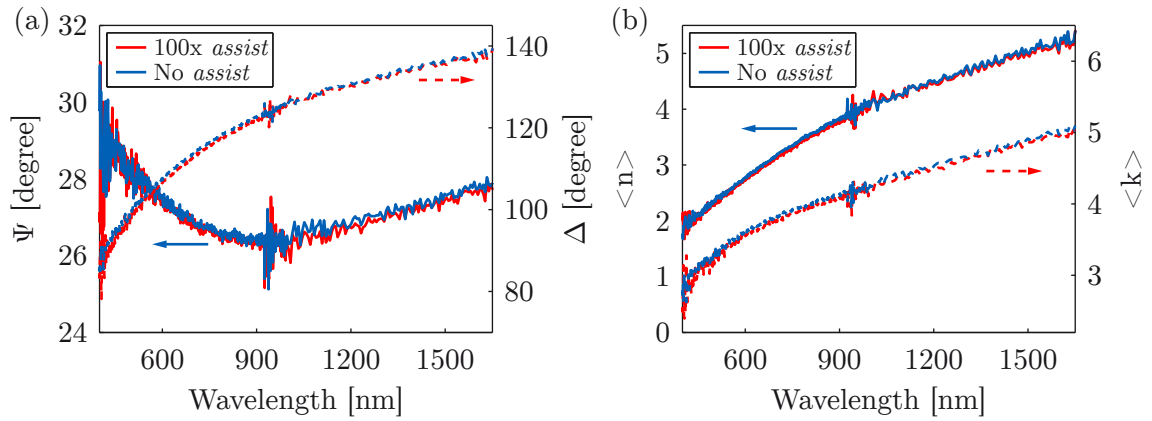 (a)
100x assist
No assist
Ψ [degree]
32
30
28
26
24
600
900
1200
1500
Wavelength [nm]
140
120
100
80
Δ [degree]
(b)
100x assist
No assist
<n>
5
4
3
2
1
0
600
900
1200
1500
Wavelength [nm]
6
5
4
3
<k>